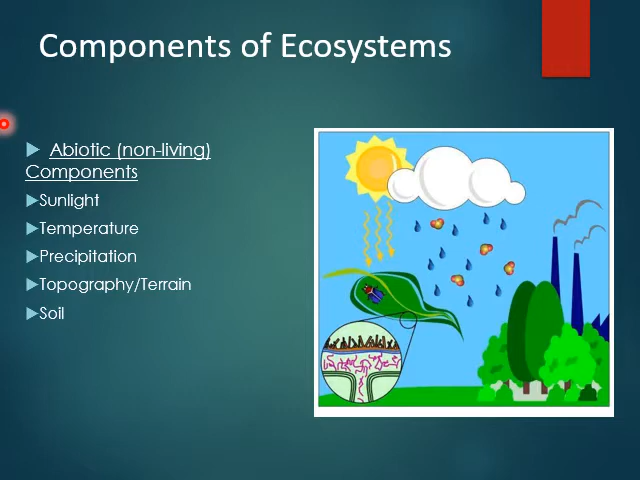 Components of Ecosystems
Abiotic (non-living)
Components
Sunlight
Temperature
Precipitation
Topography/Terrain
Soil